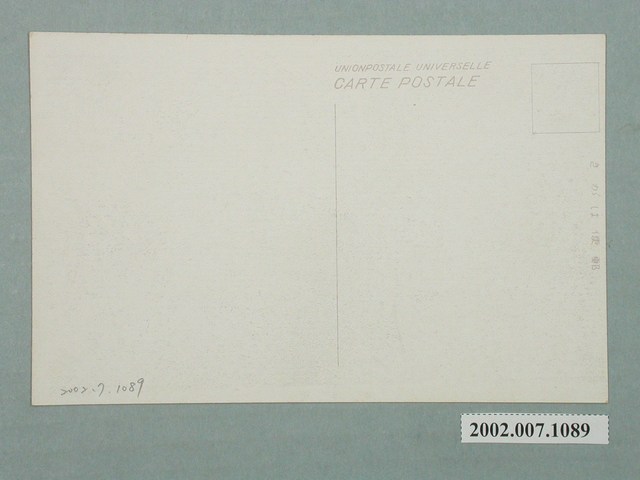 UNIONPOSTALE UNIVERSELLE
CARTE POSTALE
2002.7.1089
2002.007.1089